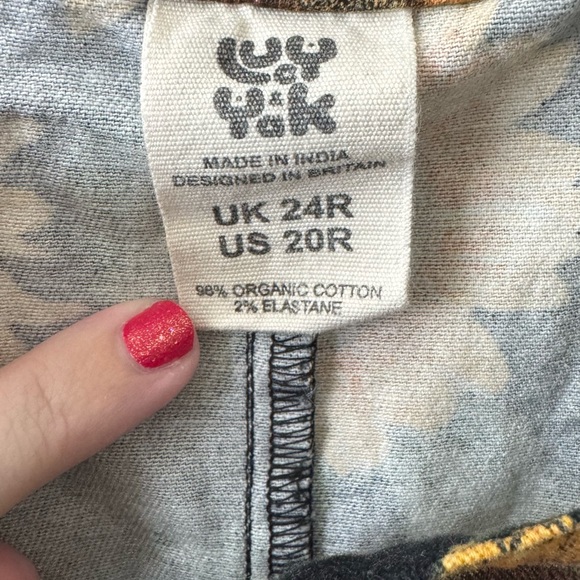 LUCY
& YAK
MADE IN INDIA
DESIGNED IN BRITAIN
UK 24R
US 20R
98% ORGANIC COTTON
2% ELASTANE